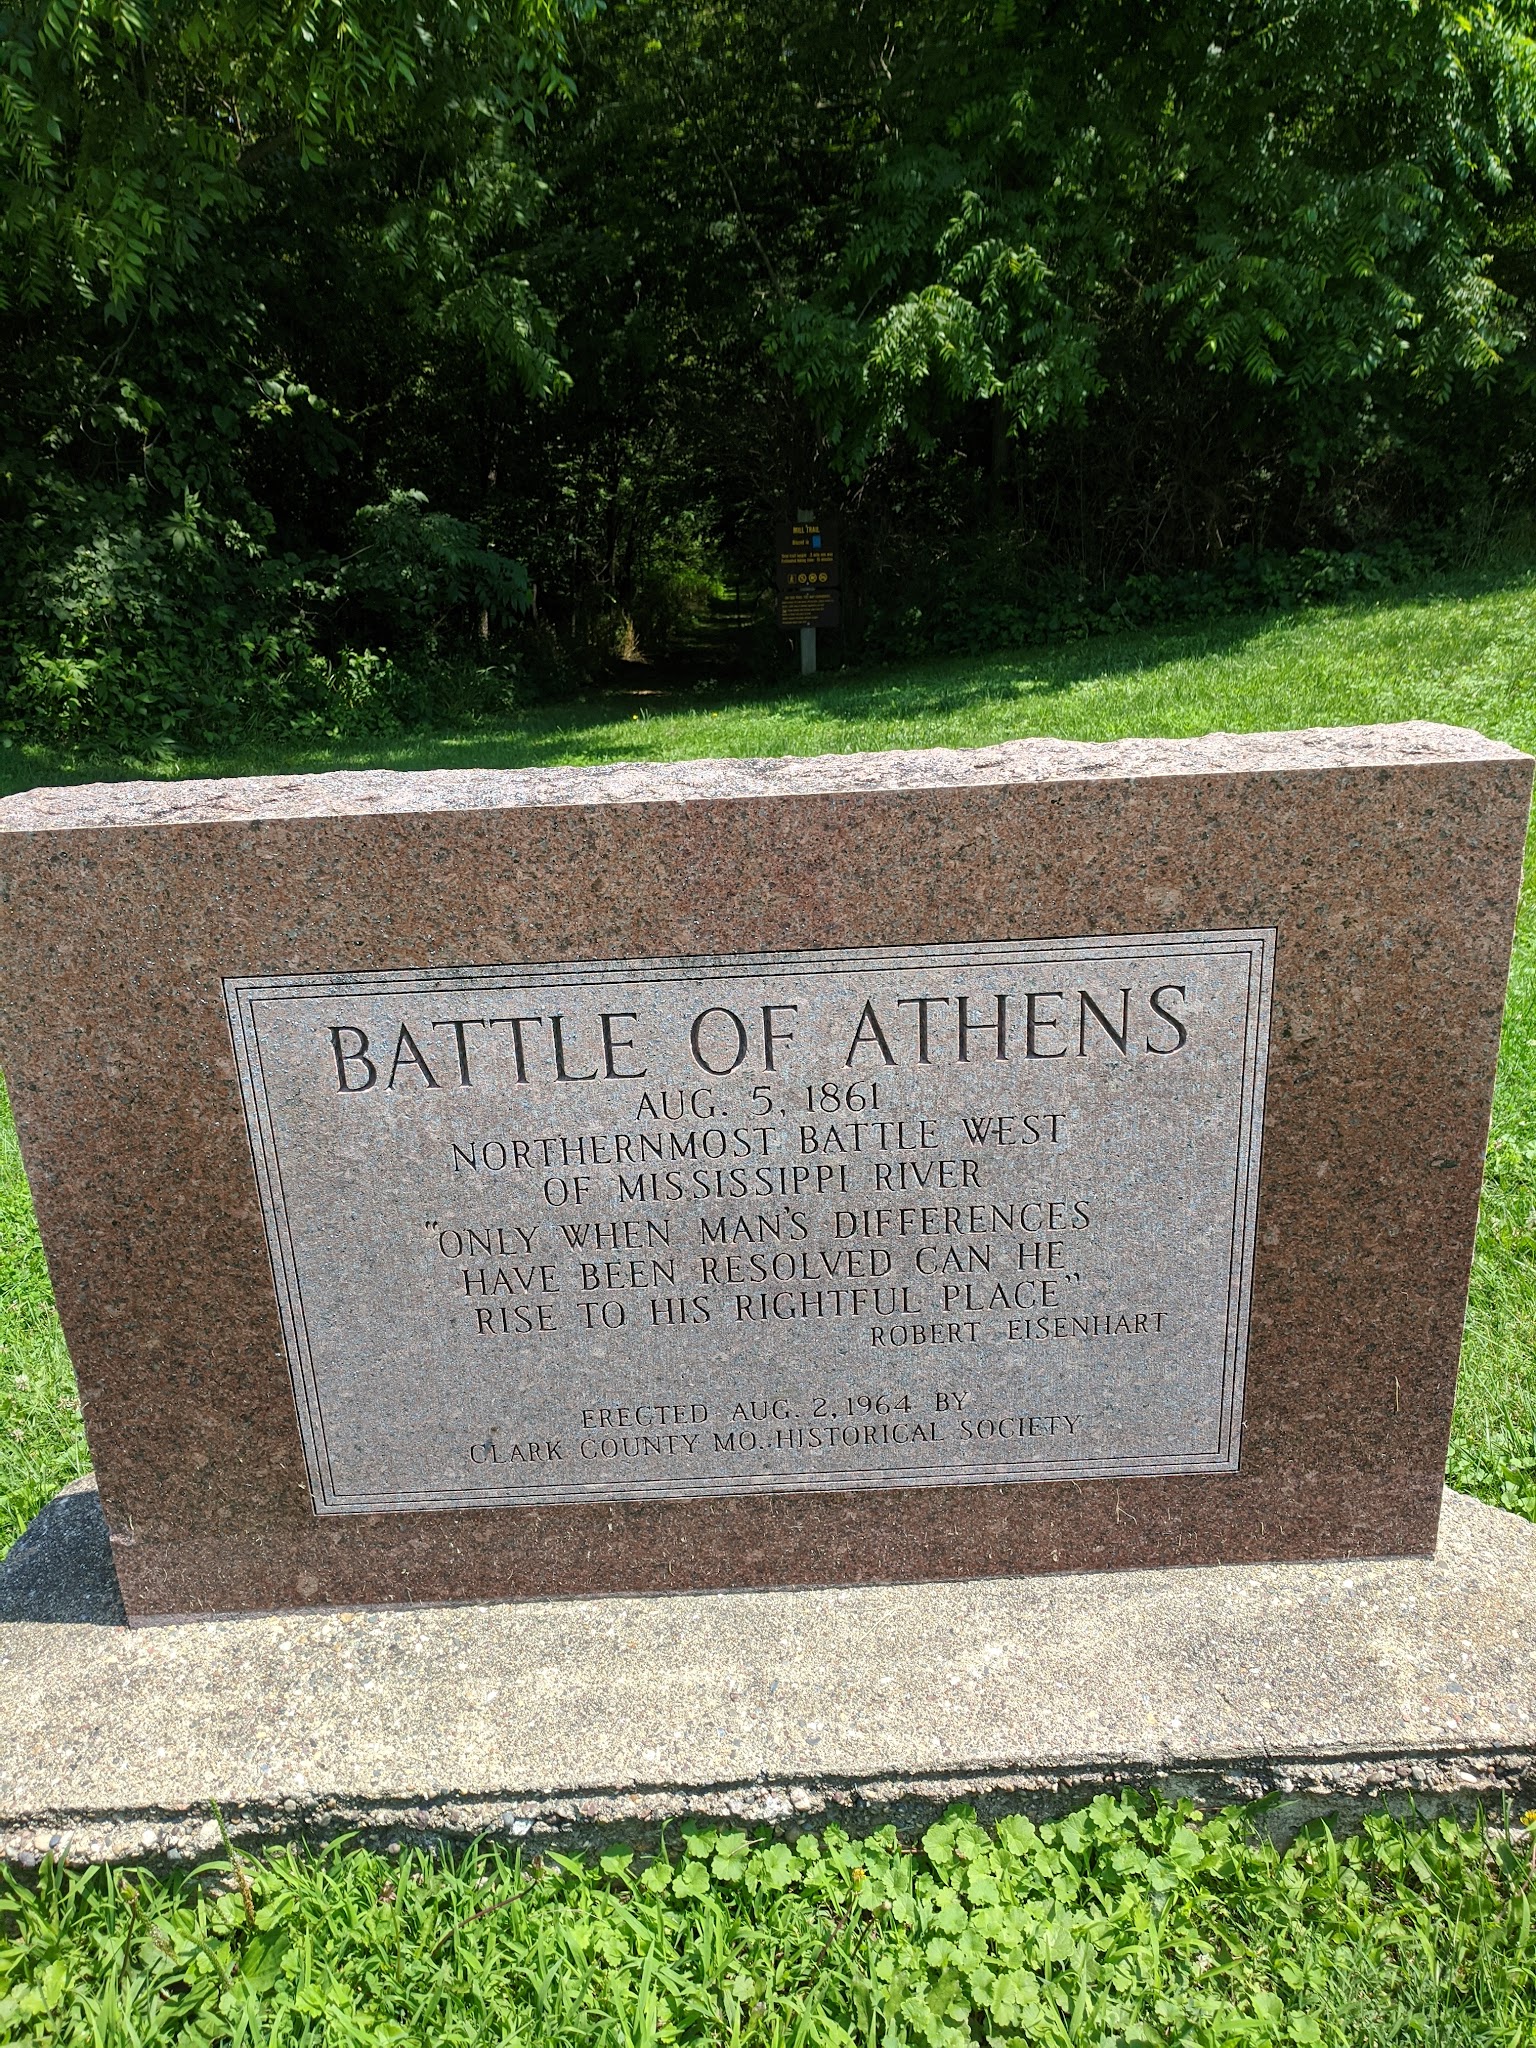 MILL TRAIL
BATTLE OF ATHENS
AUG. 5, 1861
NORTHERNMOST BATTLE WEST
OF MISSISSIPPI RIVER
"ONLY WHEN MAN'S DIFFERENCES
HAVE BEEN RESOLVED CAN HE
RISE TO HIS RIGHTFUL PLACE"
ROBERT EISENHART
ERECTED AUG. 2, 1964 BY
CLARK COUNTY MO. HISTORICAL SOCIETY